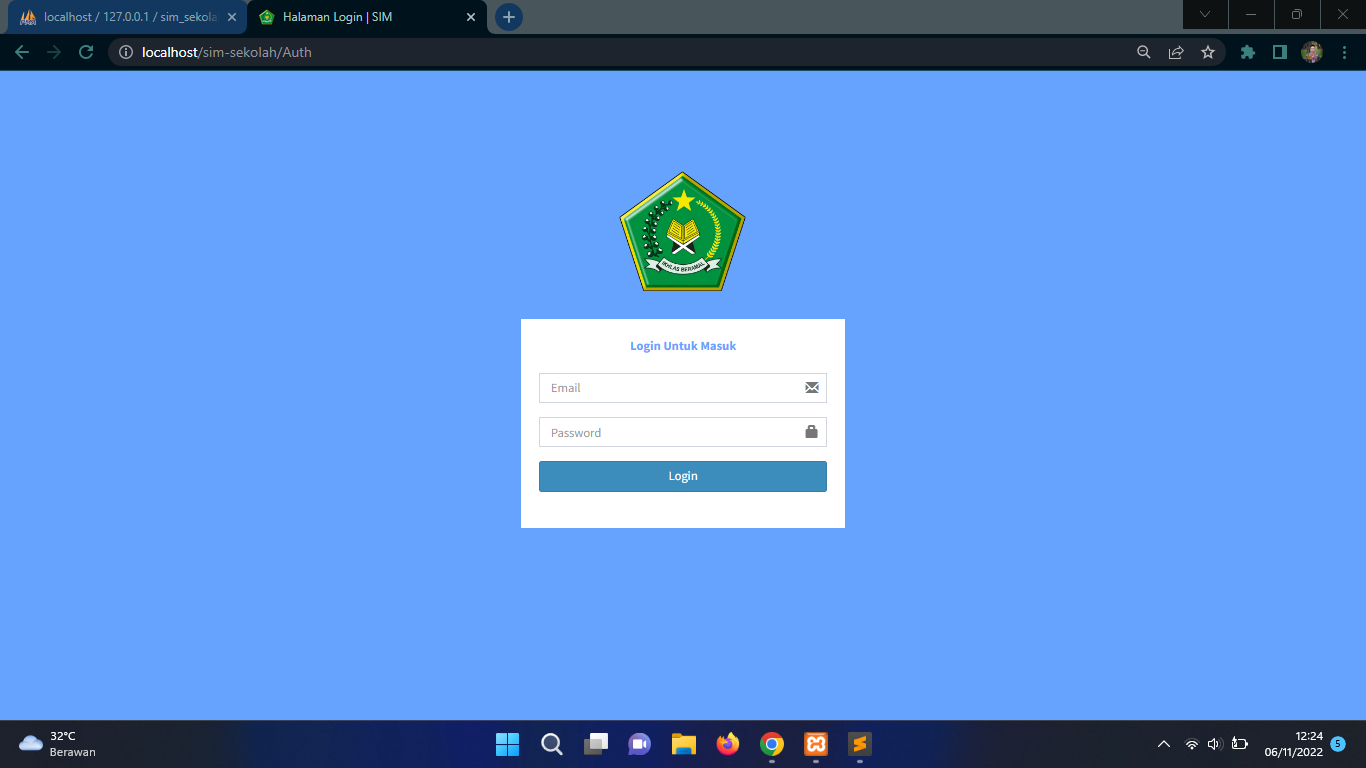 localhost / 127.0.0.1 / sim_sekola
Halaman Login | SIM
localhost/sim-sekolah/Auth
IKHLAS BERAMAL
Login Untuk Masuk
Email
Password
Login
32°C
Berawan
12:24
06/11/2022
5